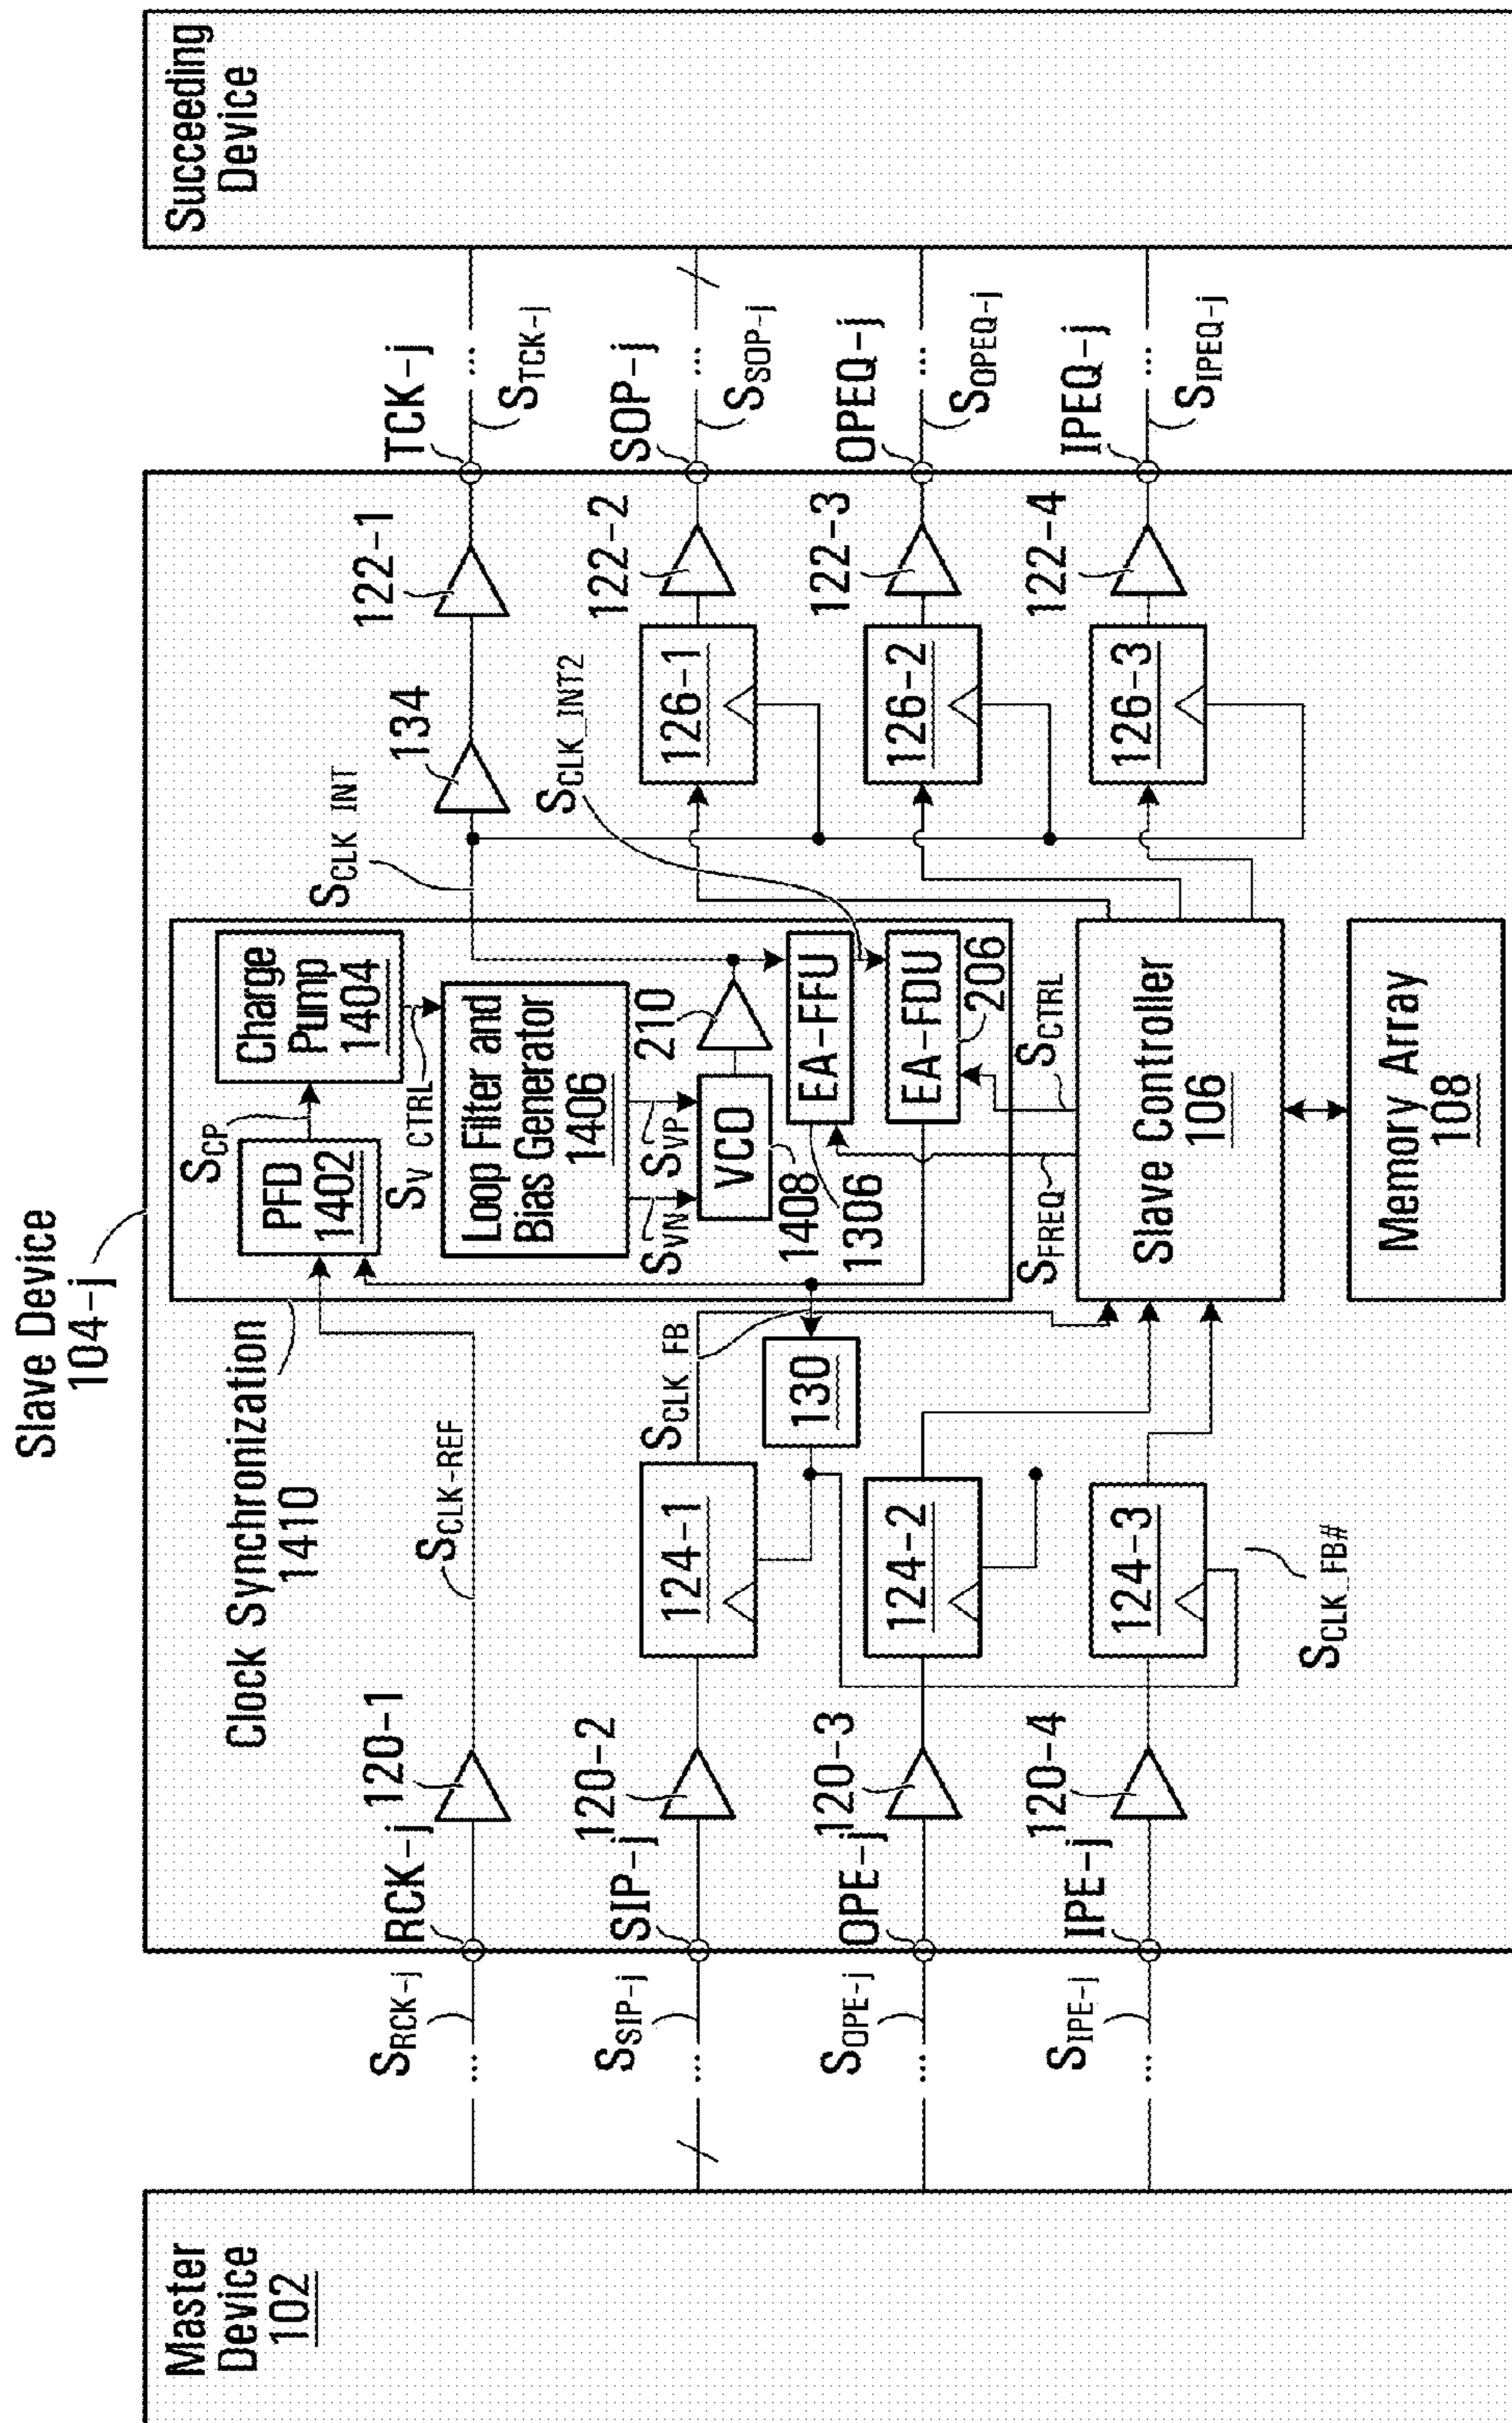 Slave Device
104-j
Master
Device
102
Succeeding
Device
Clock Synchronization
1410
SRCK-j
RCK-j
120-1
SCLK-REF
SSIP-j
SIP-j
120-2
124-1
SOPE-j
OPE-j
120-3
124-2
SIPE-j
IPE-j
120-4
124-3
SCLK_FB#
SCLK_FB
130
PFD
1402
SCP
Charge
Pump
1404
SV_CTRL
Loop Filter and
Bias Generator
1406
SVN
SVP
VCO
1408
210
EA-FFU
1306
EA-FDU
206
SFREQ
SCTRL
Slave Controller
106
Memory Array
108
SCLK_INT
SCLK_INT2
134
122-1
TCK-j
STCK-j
126-1
122-2
SOP-j
SSOP-j
126-2
122-3
OPEQ-j
SOPEQ-j
126-3
122-4
IPEQ-j
SIPEQ-j